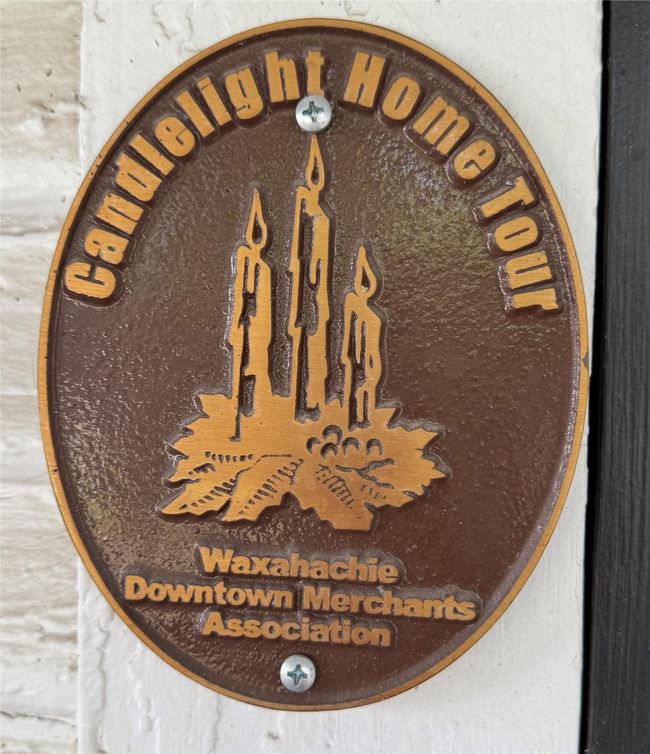 Candlelight Home Tour
Waxahachie
Downtown Merchants
Association